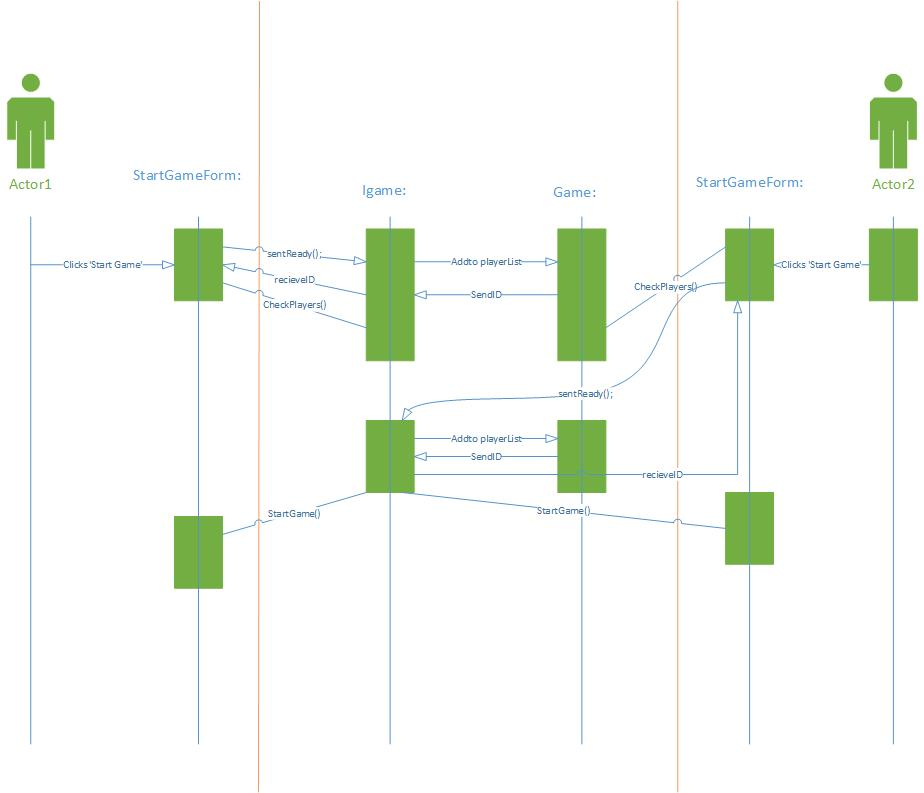 Actor1
StartGameForm:
Igame:
Game:
StartGameForm:
Actor2
Clicks 'Start Game'
sentReady();
Addto playerList
Clicks 'Start Game'
recieveID
SendID
CheckPlayers()
CheckPlayers()
sentReady();
Addto playerList
SendID
recieveID
StartGame()
StartGame()